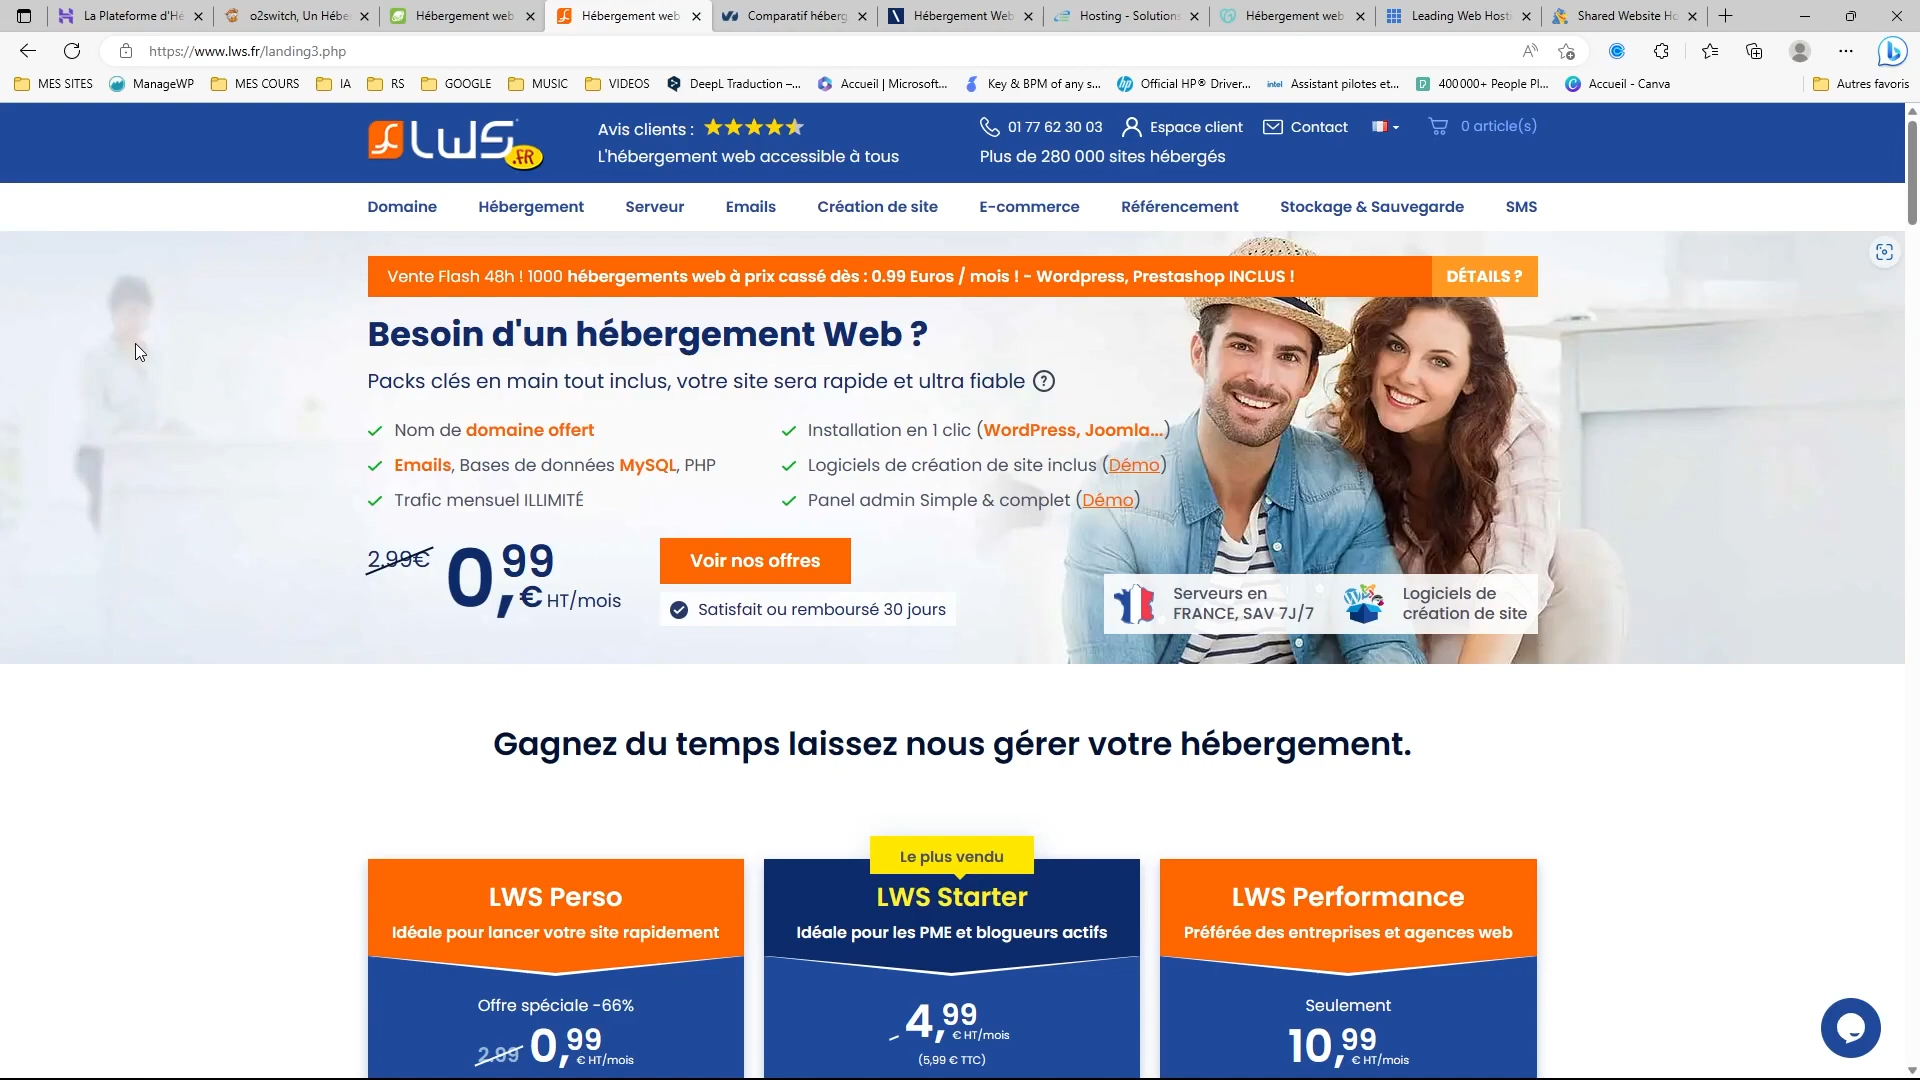 La Plateforme d'Hé
o2switch, Un Hébe
Hébergement web
Hébergement web
Comparatif héberg
Hébergement Web
Hosting - Solutions
Hébergement web
Leading Web Host
Shared Website Ho
https://www.lws.fr/landing3.php
MES SITES
ManageWP
MES COURS
IA
RS
GOOGLE
MUSIC
VIDEOS
DeepL Traduction –...
Accueil | Microsoft...
Key & BPM of any s...
Official HP® Driver...
Assistant pilotes et...
400 000+ People Pl...
Accueil - Canva
Autres favoris
LWS .FR
Avis clients :
L'hébergement web accessible à tous
01 77 62 30 03 Espace client Contact 0 article(s)
Plus de 280 000 sites hébergés
Domaine Hébergement Serveur Emails Création de site E-commerce Référencement Stockage & Sauvegarde SMS
Vente Flash 48h ! 1000 hébergements web à prix cassé dès : 0.99 Euros / mois ! - Wordpress, Prestashop INCLUS ! DÉTAILS ?
Besoin d'un hébergement Web ?
Packs clés en main tout inclus, votre site sera rapide et ultra fiable ?
Nom de domaine offert
Emails, Bases de données MySQL, PHP
Trafic mensuel ILLIMITÉ
Installation en 1 clic (WordPress, Joomla...)
Logiciels de création de site inclus (Démo)
Panel admin Simple & complet (Démo)
2.99€ 0,99 € HT/mois
Voir nos offres
Satisfait ou remboursé 30 jours
Serveurs en
FRANCE, SAV 7J/7
Logiciels de
création de site
Gagnez du temps laissez nous gérer votre hébergement.
LWS Perso
Idéale pour lancer votre site rapidement
Offre spéciale -66%
2.99 0,99 € HT/mois
Le plus vendu
LWS Starter
Idéale pour les PME et blogueurs actifs
4,99 € HT/mois
(5,99 € TTC)
LWS Performance
Préférée des entreprises et agences web
Seulement
10,99 € HT/mois